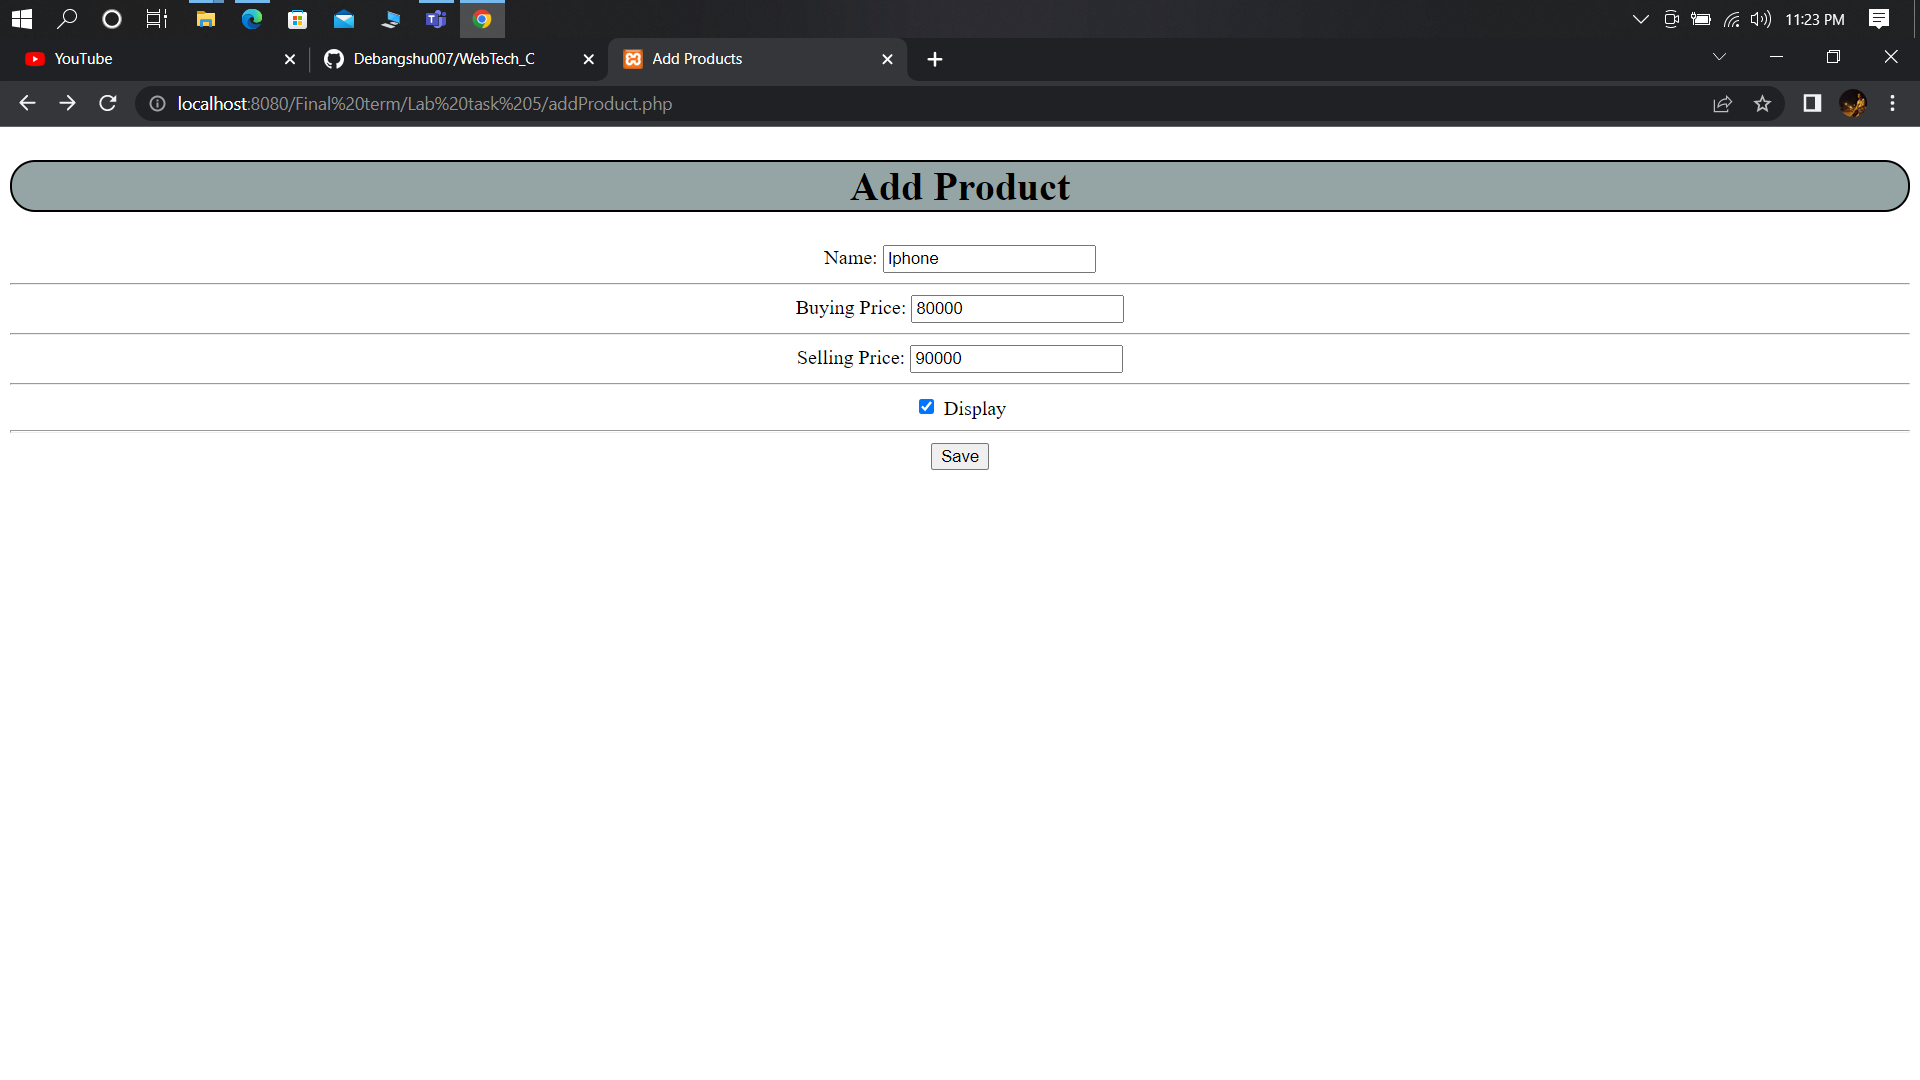 11:23 PM
YouTube
Debangshu007/WebTech_C
Add Products
localhost:8080/Final%20term/Lab%20task%205/addProduct.php
Add Product
Name: Iphone
Buying Price: 80000
Selling Price: 90000
Display
Save